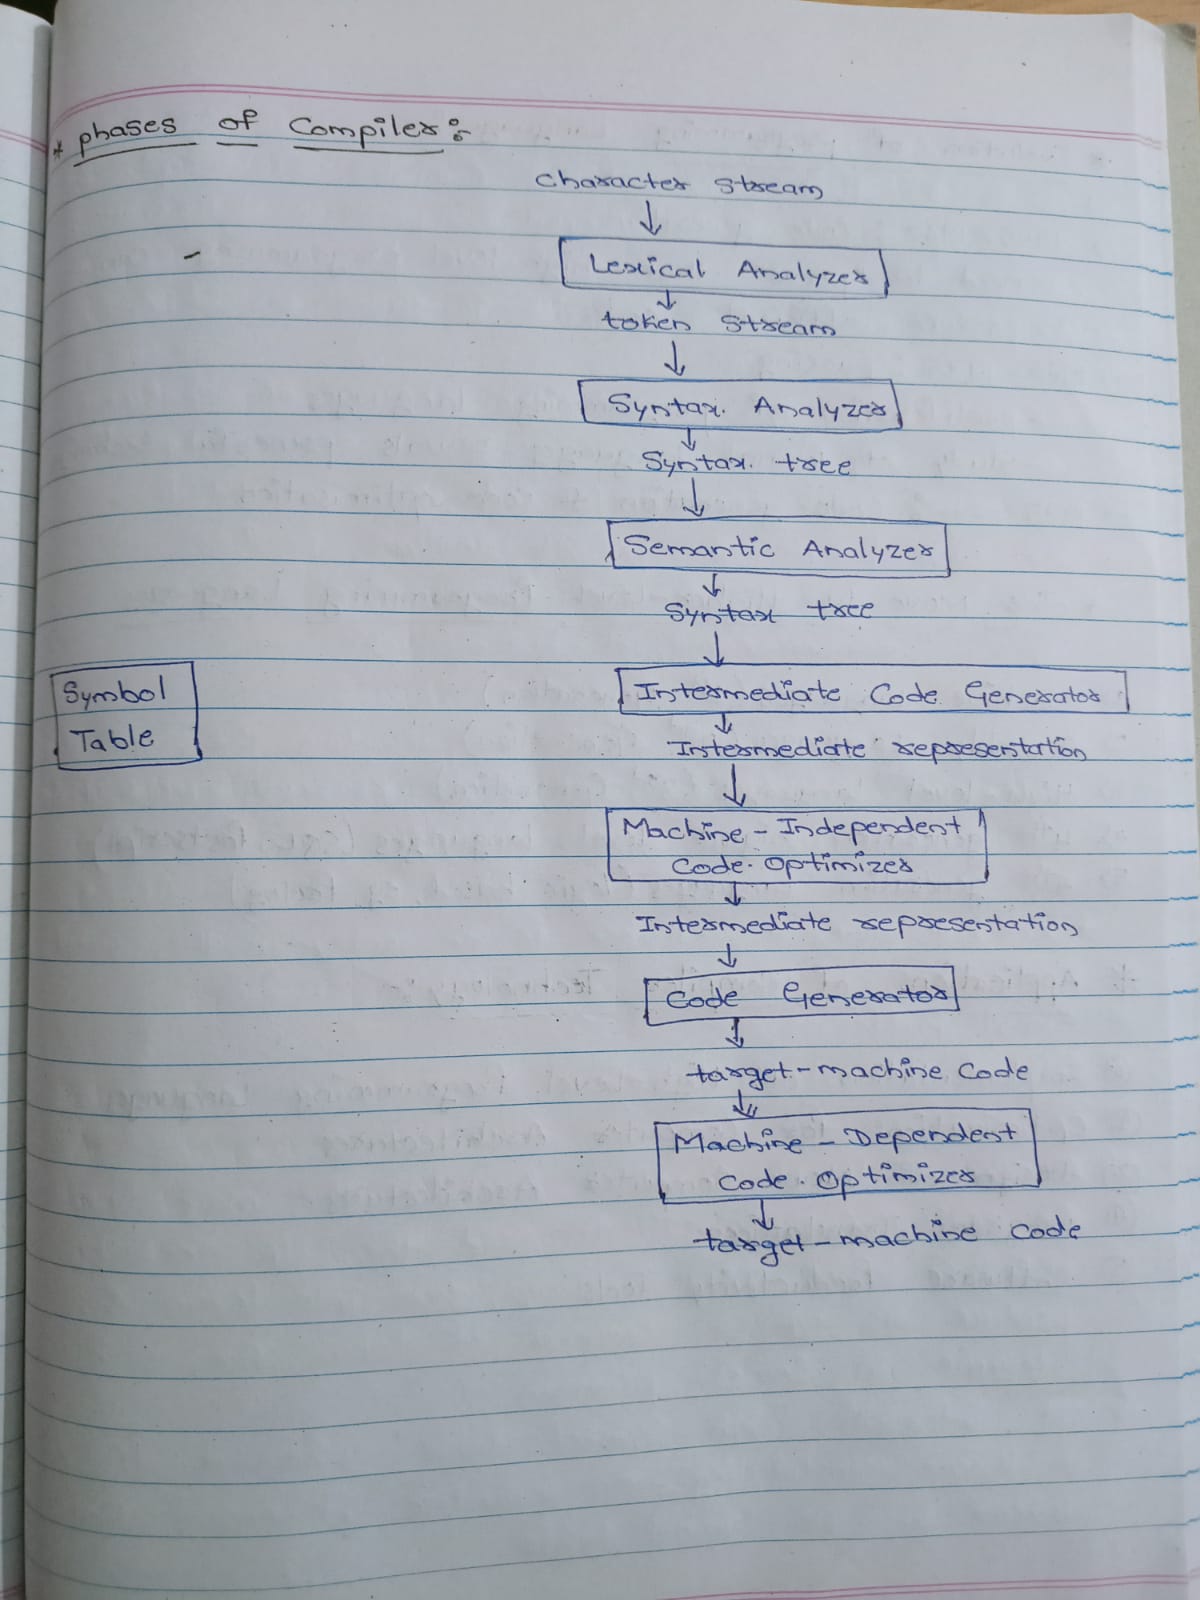 * phases of Compiler :-
Character stream
Lexical Analyzer
token stream
Syntax Analyzer
Syntax tree
Semantic Analyzer
Syntax tree
Symbol
Table
Intermediate Code Generator
Intermediate representation
Machine - Independent
Code Optimizer
Intermediate representation
Code Generator
target-machine Code
Machine - Dependent
Code Optimizer
target-machine Code